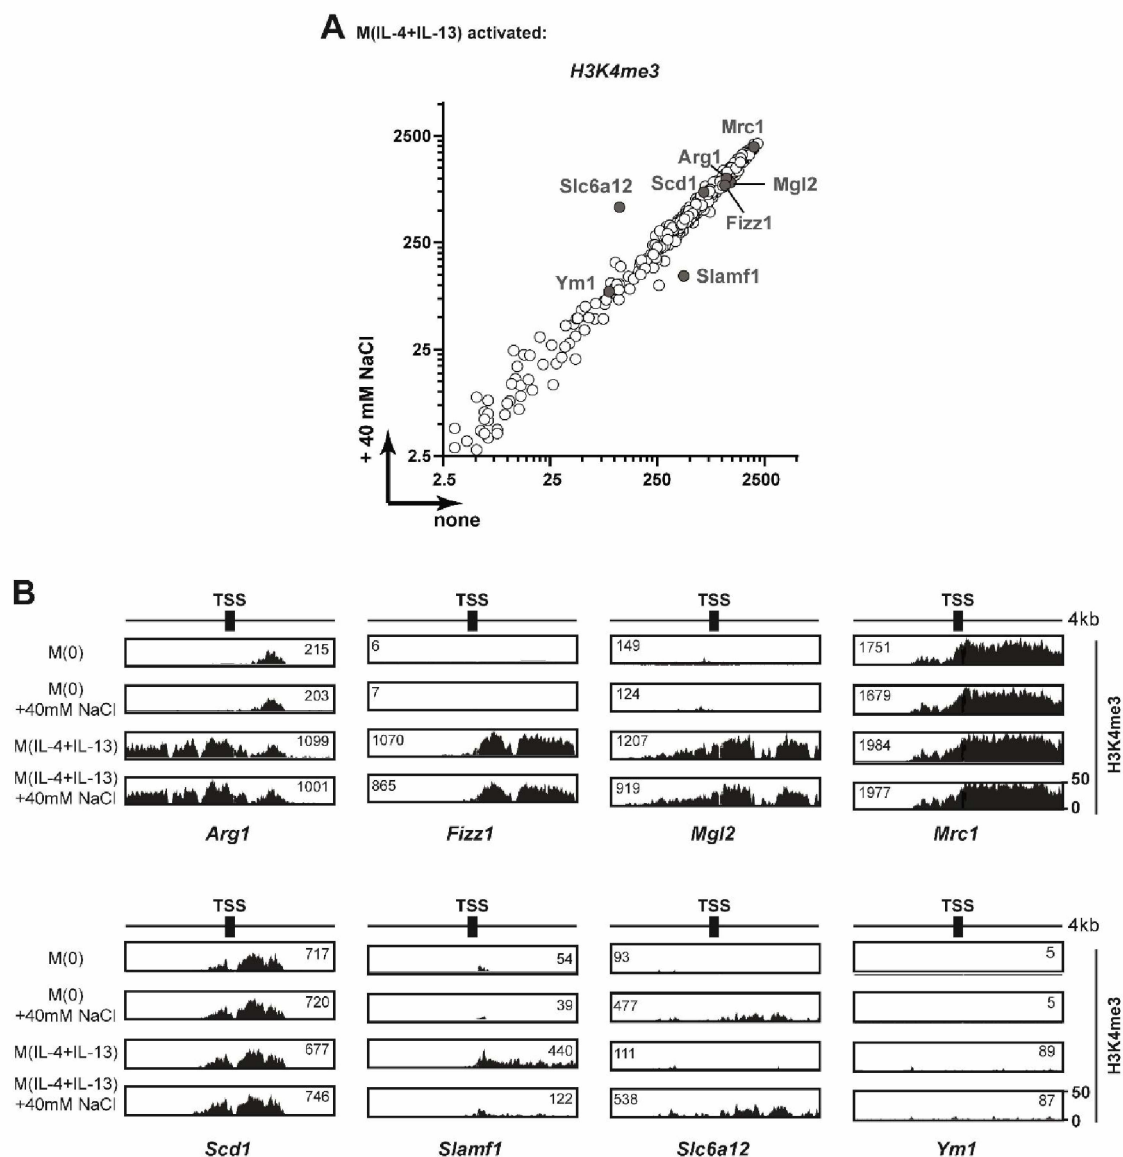 A M(IL-4+IL-13) activated:
H3K4me3
2500
250
25
2.5
+ 40 mM NaCl
Mrc1
Arg1
Slc6a12
Scd1
Mgl2
Fizz1
Ym1
Slamf1
2.5 25 250 2500
none
B
TSS TSS TSS TSS
4kb
M(0) 215 6 149 1751
M(0)
+40mM NaCl 203 7 124 1679
M(IL-4+IL-13) 1099 1070 1207 1984
M(IL-4+IL-13)
+40mM NaCl 1001 865 919 1977
50
0
H3K4me3
Arg1 Fizz1 Mgl2 Mrc1
TSS TSS TSS TSS
4kb
M(0) 717 54 93 5
M(0)
+40mM NaCl 720 39 477 5
M(IL-4+IL-13) 677 440 111 89
M(IL-4+IL-13)
+40mM NaCl 746 122 538 87
50
0
H3K4me3
Scd1 Slamf1 Slc6a12 Ym1